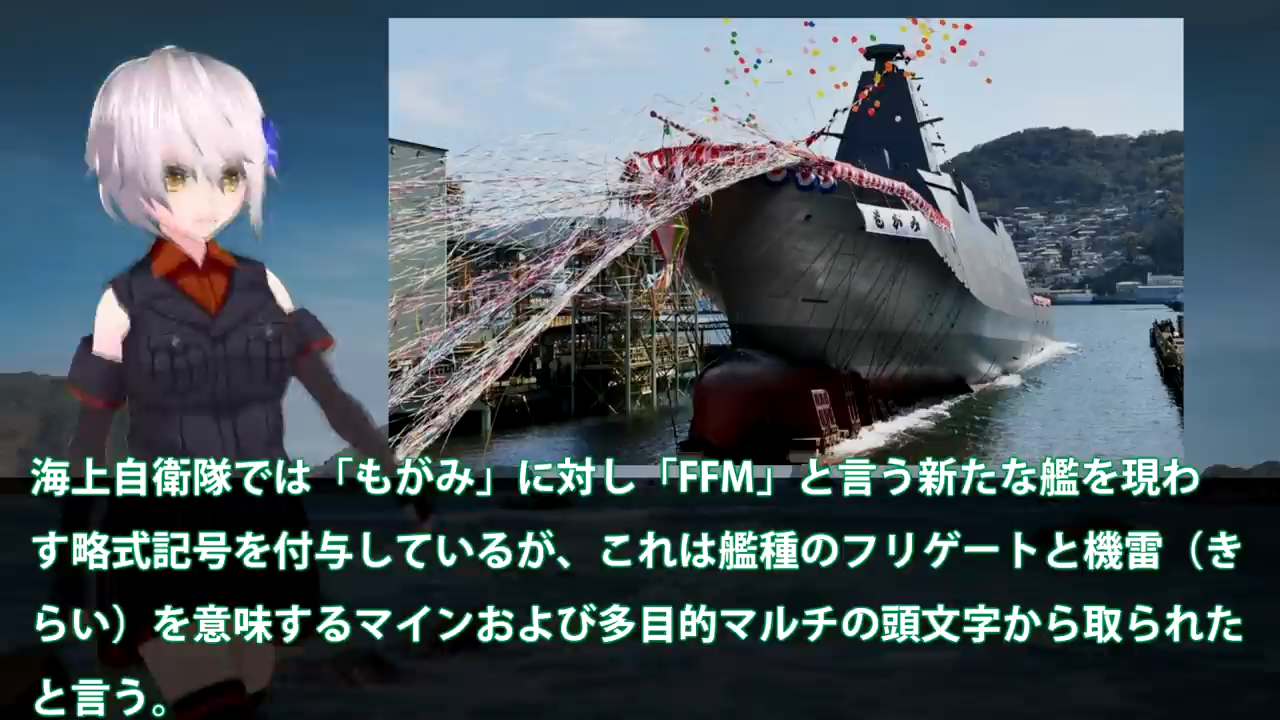 もがみ
海上自衛隊では「もがみ」に対し「FFM」と言う新たな艦を現わ
す略式記号を付与しているが、これは艦種のフリゲートと機雷（き
らい）を意味するマインおよび多目的マルチの頭文字から取られた
と言う。